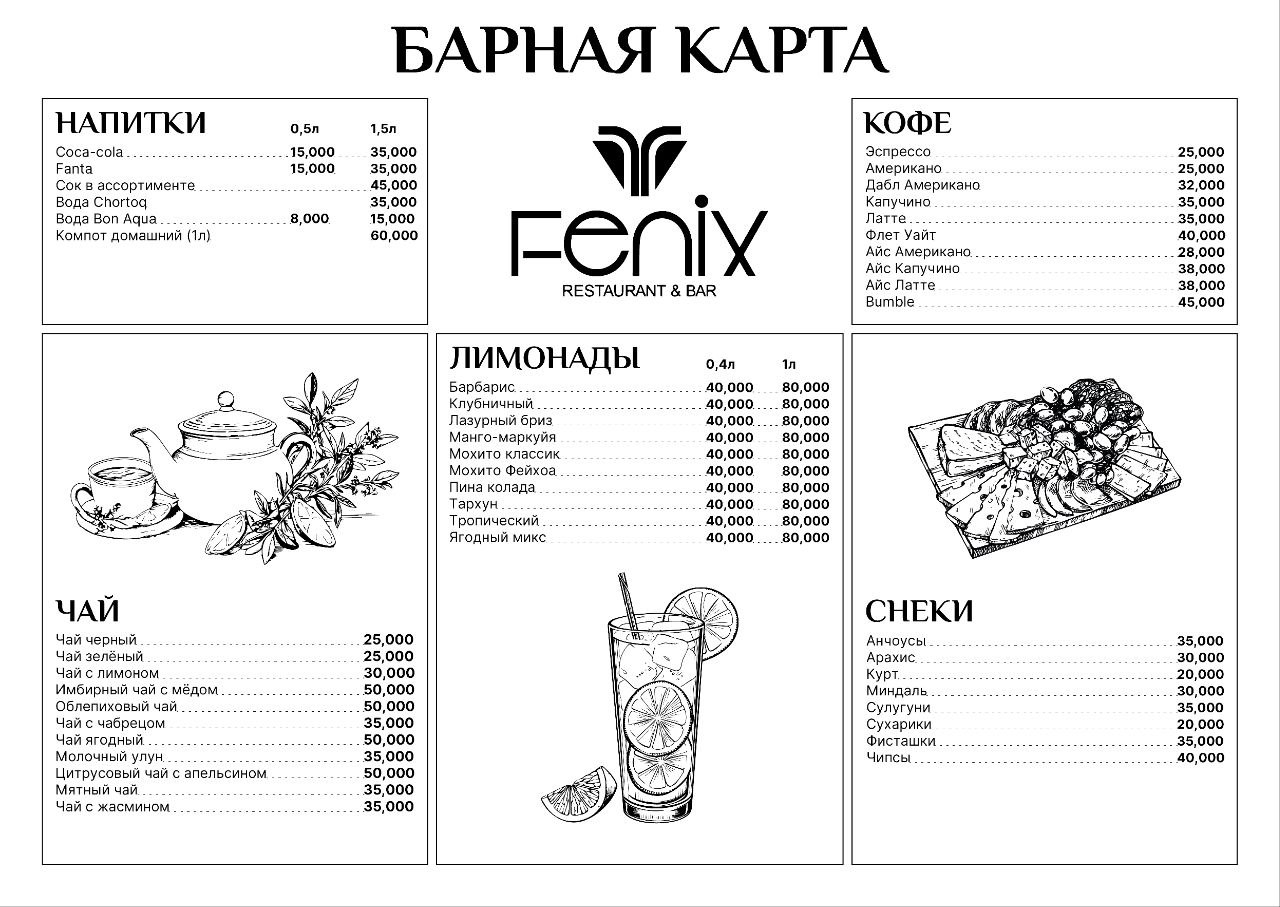 БАРНАЯ КАРТА
НАПИТКИ 0,5л 1,5л
Coca-cola 15,000 35,000
Fanta 15,000 35,000
Сок в ассортименте 45,000
Вода Chortoq 35,000
Вода Bon Aqua 8,000 15,000
Компот домашний (1л) 60,000
Fenix
RESTAURANT & BAR
КОФЕ
Эспрессо 25,000
Американо 25,000
Дабл Американо 32,000
Капучино 35,000
Латте 35,000
Флет Уайт 40,000
Айс Американо 28,000
Айс Капучино 38,000
Айс Латте 38,000
Bumble 45,000
ЧАЙ
Чай черный 25,000
Чай зелёный 25,000
Чай с лимоном 30,000
Имбирный чай с мёдом 50,000
Облепиховый чай 50,000
Чай с чабрецом 35,000
Чай ягодный 50,000
Молочный улун 35,000
Цитрусовый чай с апельсином 50,000
Мятный чай 35,000
Чай с жасмином 35,000
ЛИМОНАДЫ 0,4л 1л
Барбарис 40,000 80,000
Клубничный 40,000 80,000
Лазурный бриз 40,000 80,000
Манго-маркуйя 40,000 80,000
Мохито классик 40,000 80,000
Мохито Фейхоа 40,000 80,000
Пина колада 40,000 80,000
Тархун 40,000 80,000
Тропический 40,000 80,000
Ягодный микс 40,000 80,000
СНЕКИ
Анчоусы 35,000
Арахис 30,000
Курт 20,000
Миндаль 30,000
Сулугуни 35,000
Сухарики 20,000
Фисташки 35,000
Чипсы 40,000